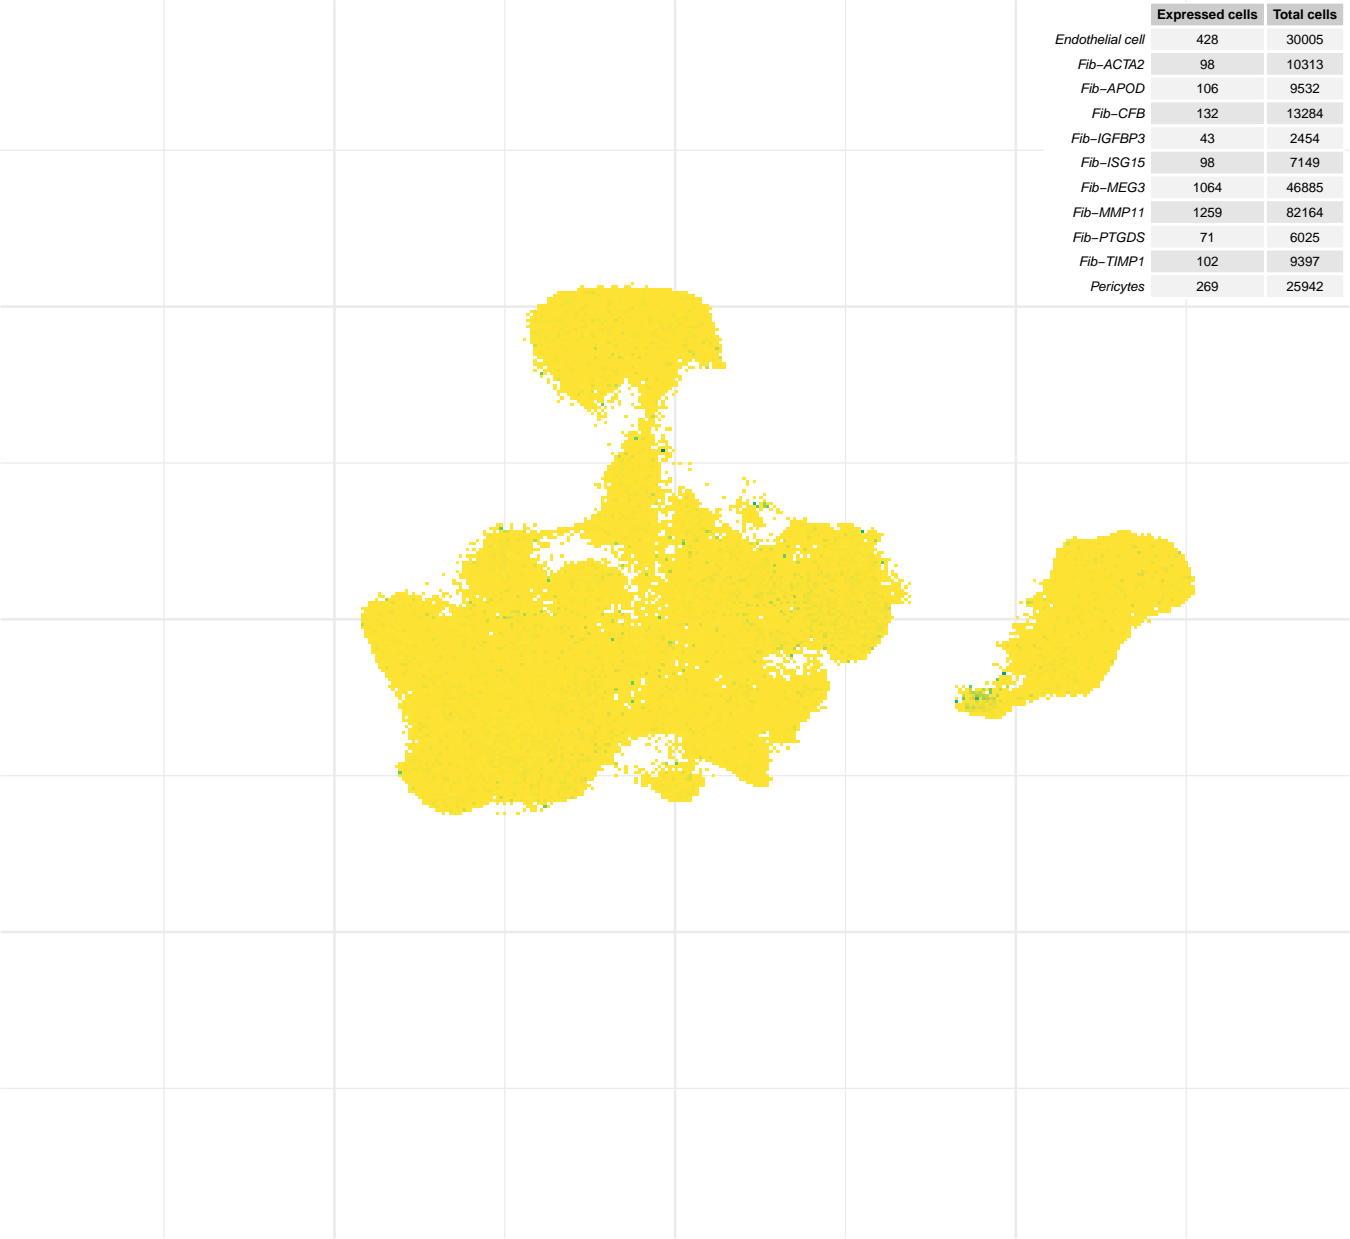 Expressed cells Total cells
Endothelial cell 428 30005
Fib−ACTA2 98 10313
Fib−APOD 106 9532
Fib−CFB 132 13284
Fib−IGFBP3 43 2454
Fib−ISG15 98 7149
Fib−MEG3 1064 46885
Fib−MMP11 1259 82164
Fib−PTGDS 71 6025
Fib−TIMP1 102 9397
Pericytes 269 25942